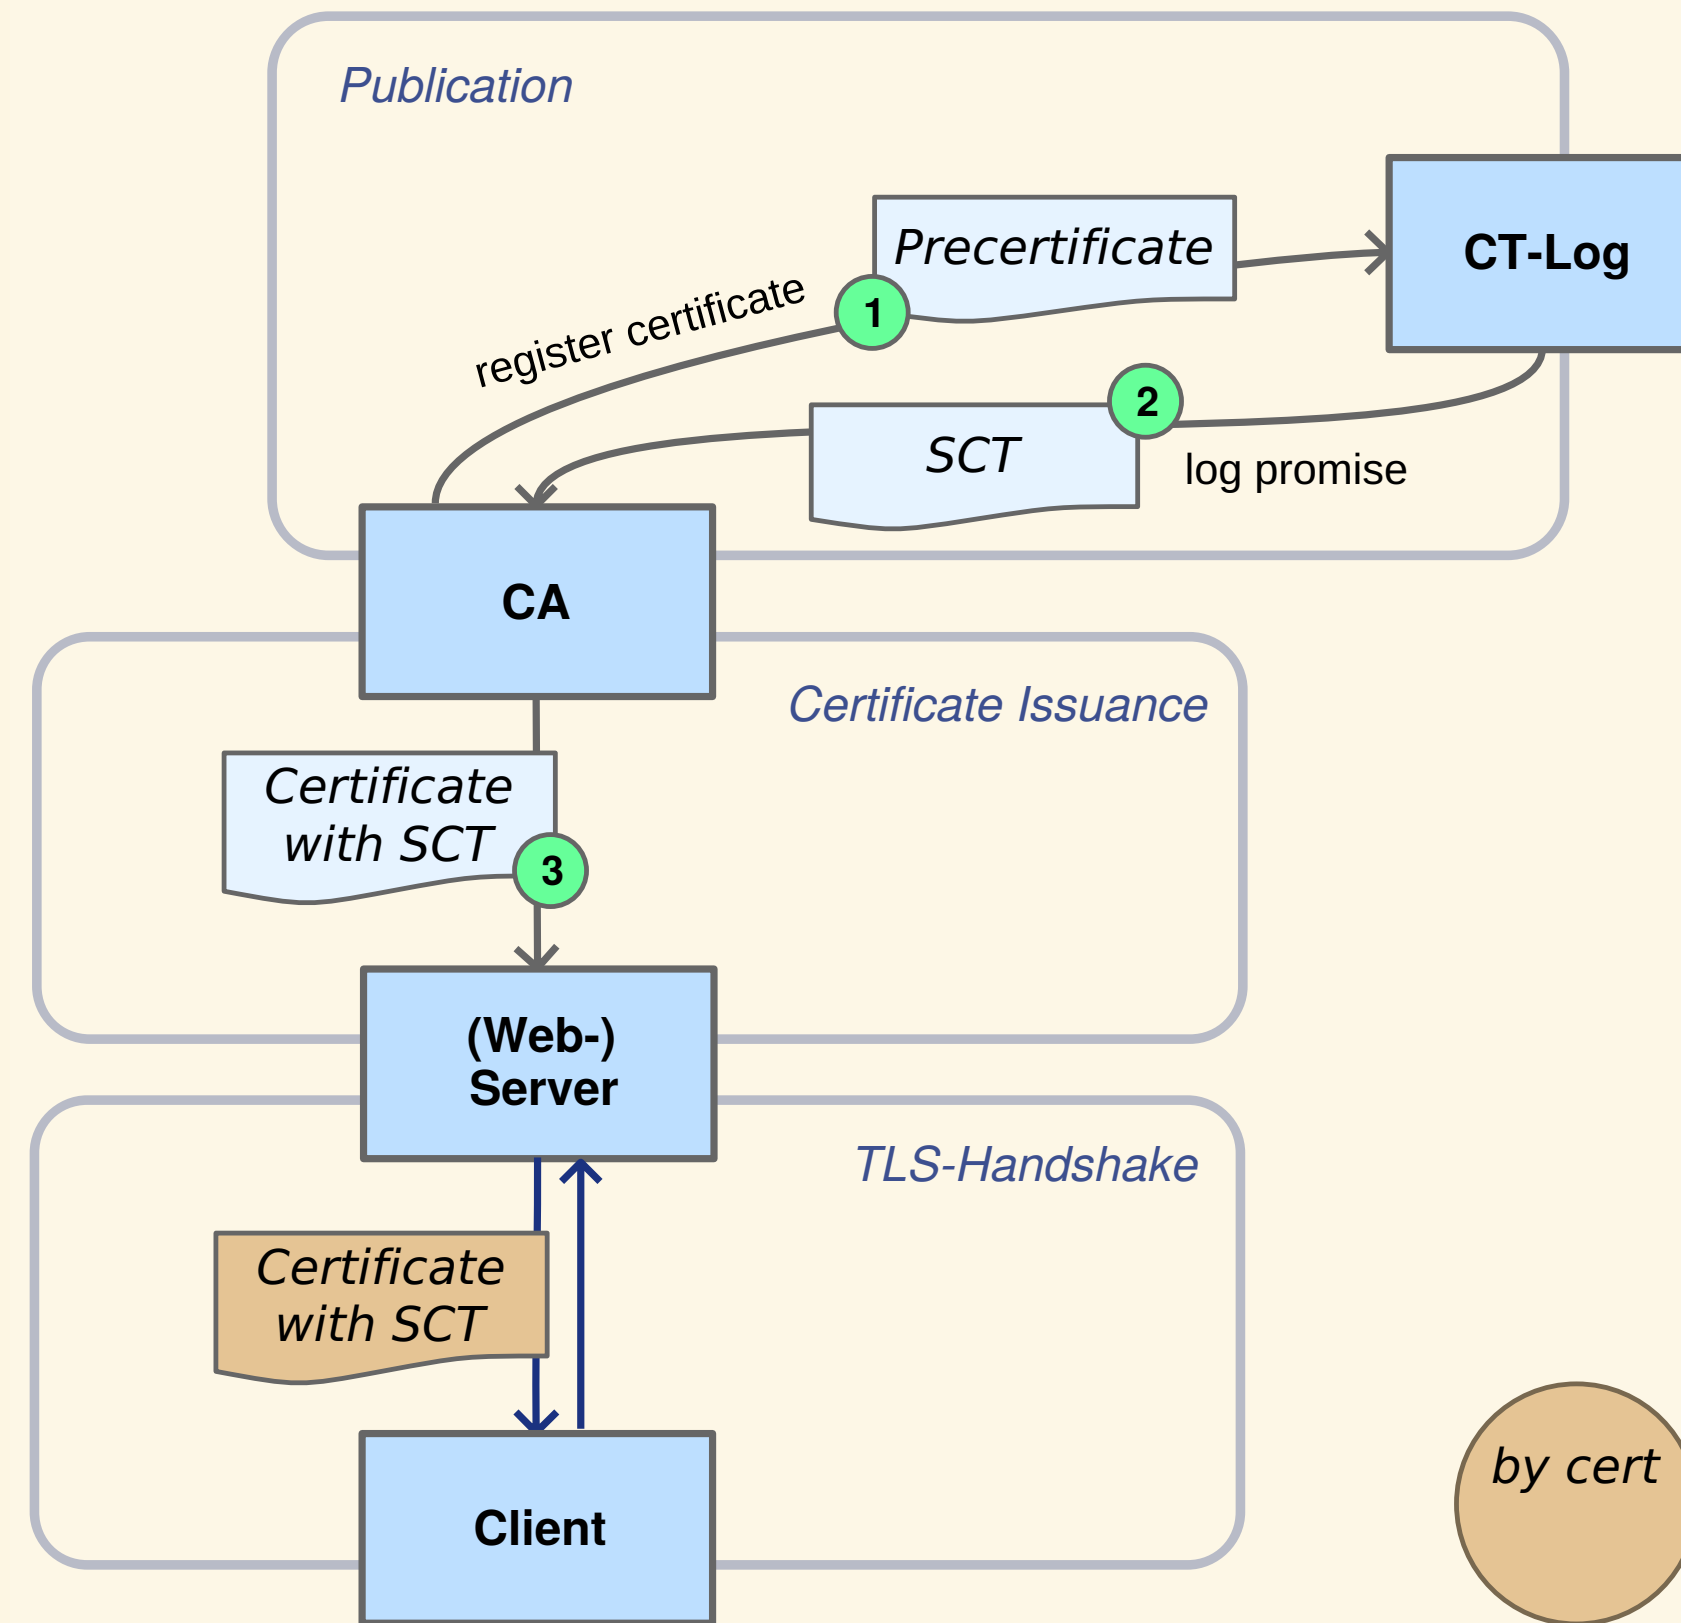 Publication
Precertificate
CT-Log
1
register certificate
2
SCT
log promise
CA
Certificate Issuance
Certificate
with SCT
3
(Web-)
Server
TLS-Handshake
Certificate
with SCT
by cert
Client